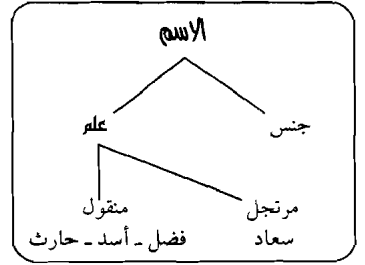 الاسم
جنس علم
مرتجل منقول
سعاد فضل - أسد - حارث